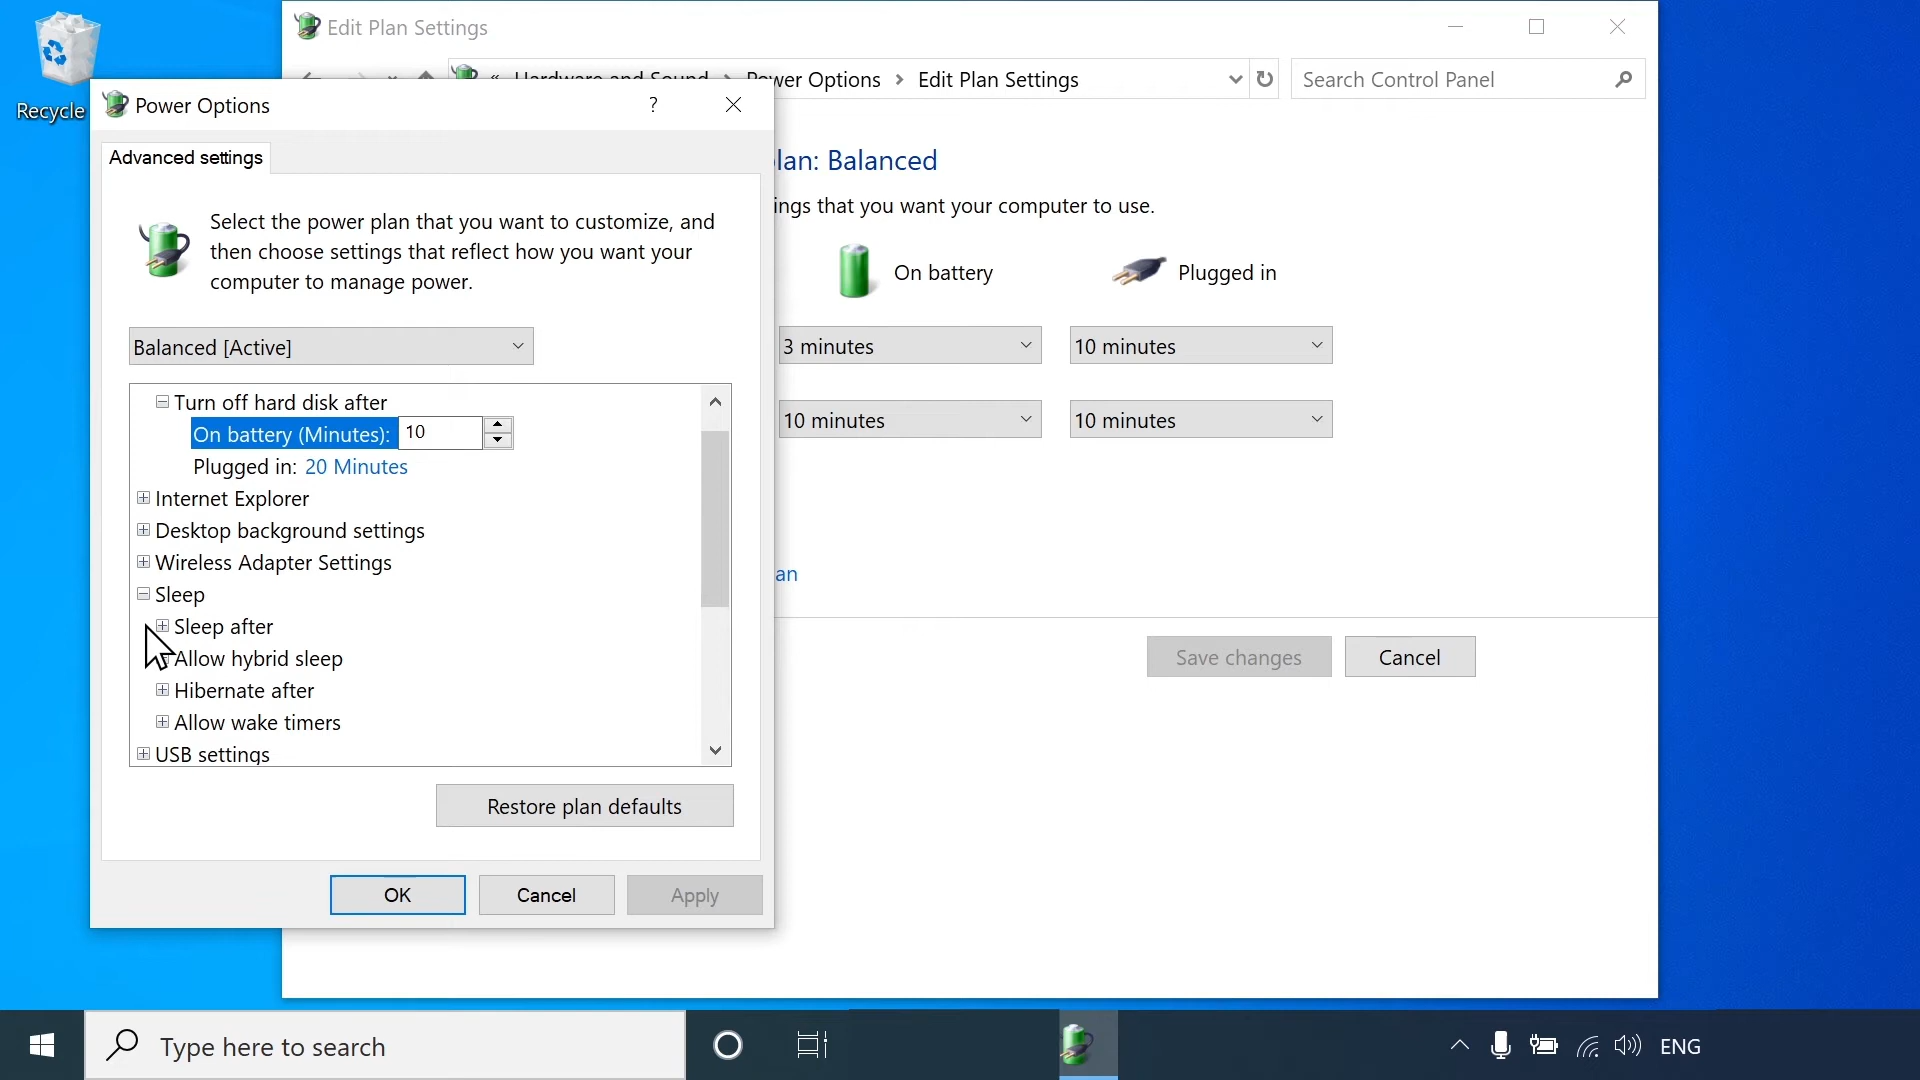 Edit Plan Settings
Recycle
« Hardware and Sound > Power Options > Edit Plan Settings
Search Control Panel
Power Options
?
Advanced settings
lan: Balanced
ings that you want your computer to use.
Select the power plan that you want to customize, and
then choose settings that reflect how you want your
computer to manage power.
On battery
Plugged in
Balanced [Active]
3 minutes
10 minutes
10 minutes
10 minutes
Turn off hard disk after
On battery (Minutes): 10
Plugged in: 20 Minutes
Internet Explorer
Desktop background settings
Wireless Adapter Settings
an
Sleep
Sleep after
Allow hybrid sleep
Hibernate after
Allow wake timers
USB settings
Save changes
Cancel
Restore plan defaults
OK
Cancel
Apply
Type here to search
ENG